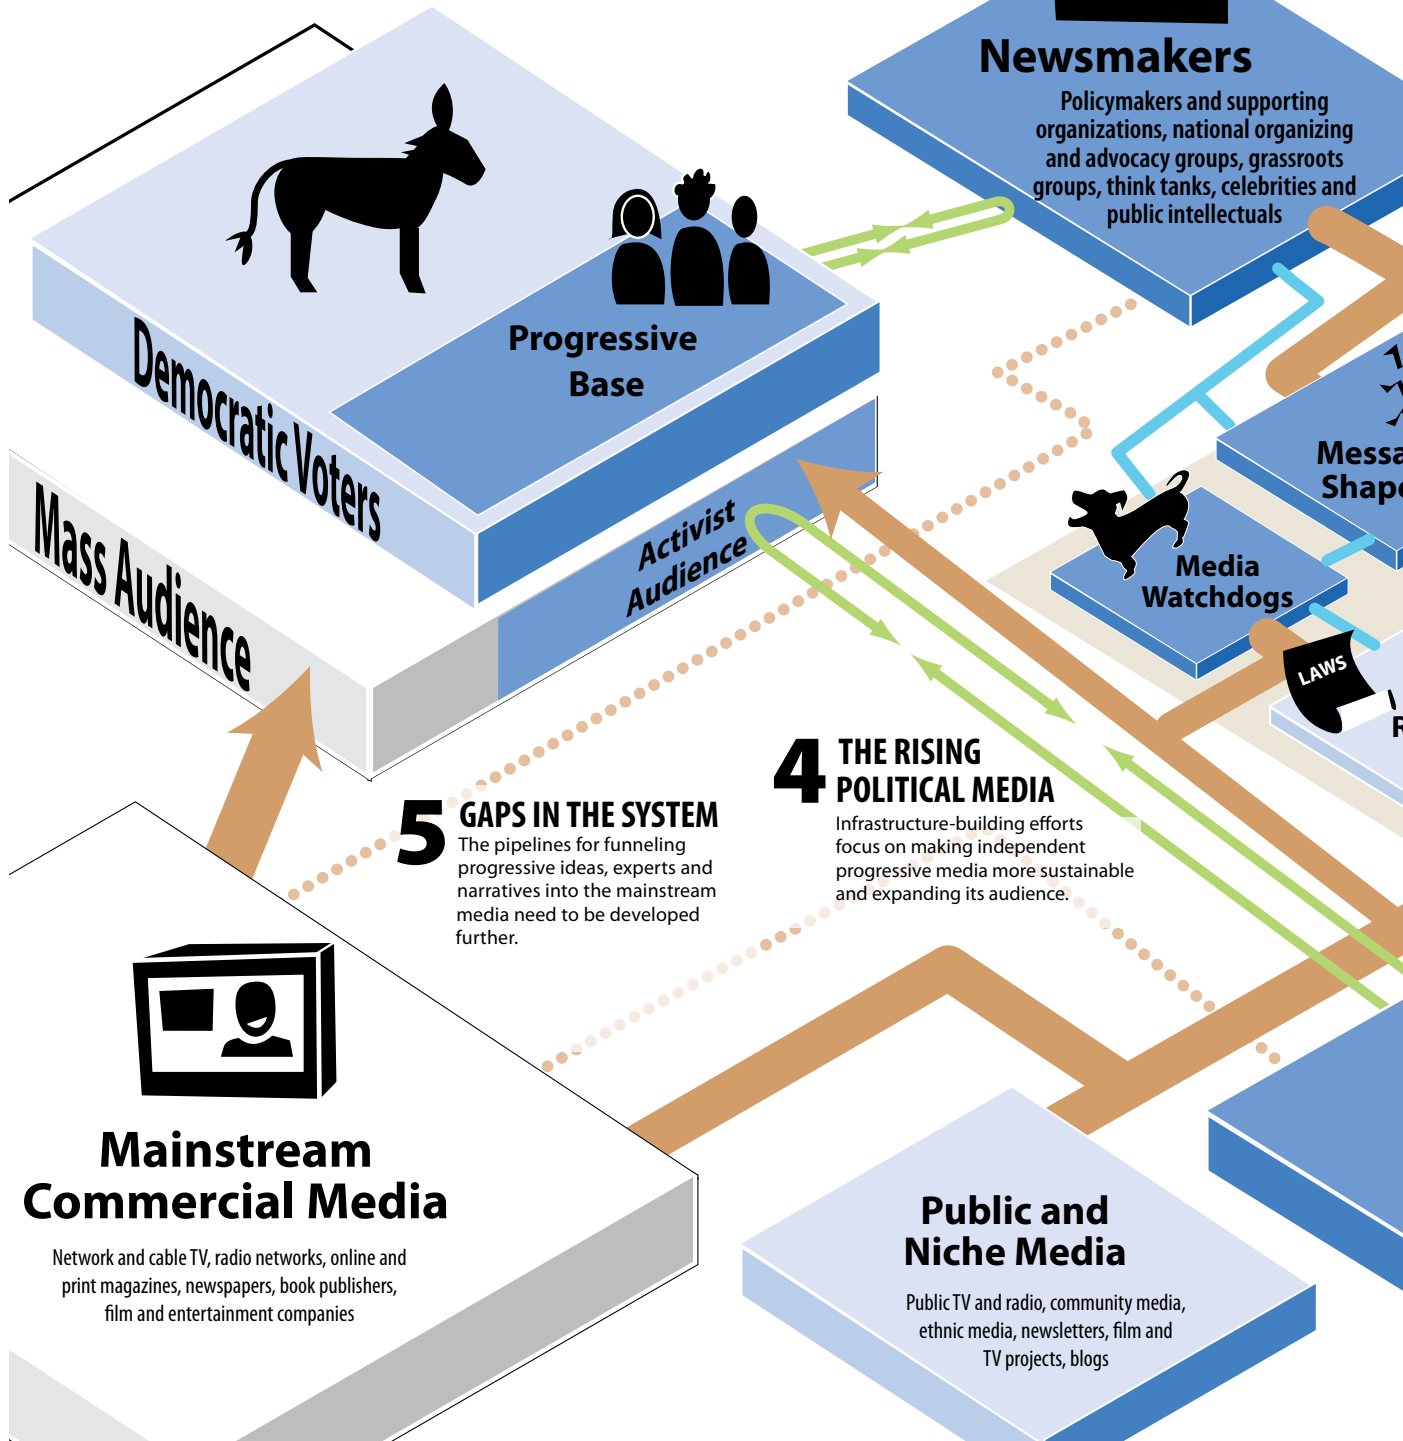 Newsmakers
Policymakers and supporting
organizations, national organizing
and advocacy groups, grassroots
groups, think tanks, celebrities and
public intellectuals
Progressive
Base
Democratic Voters
Mass Audience
Activist
Audience
Media
Watchdogs
LAWS
4 THE RISING
POLITICAL MEDIA
Infrastructure-building efforts
focus on making independent
progressive media more sustainable
and expanding its audience.
5 GAPS IN THE SYSTEM
The pipelines for funneling
progressive ideas, experts and
narratives into the mainstream
media need to be developed
further.
Mainstream
Commercial Media
Network and cable TV, radio networks, online and
print magazines, newspapers, book publishers,
film and entertainment companies
Public and
Niche Media
Public TV and radio, community media,
ethnic media, newsletters, film and
TV projects, blogs